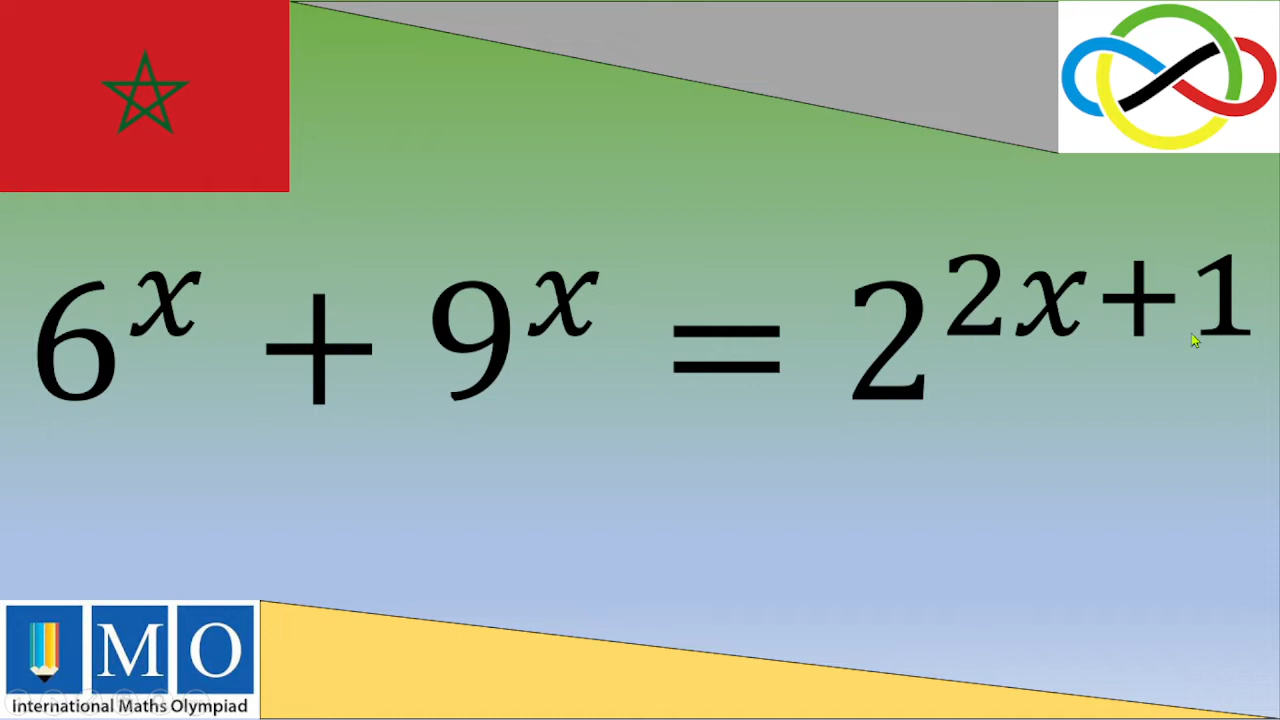 6^x + 9^x = 2^{2x+1}
I M O
International Maths Olympiad